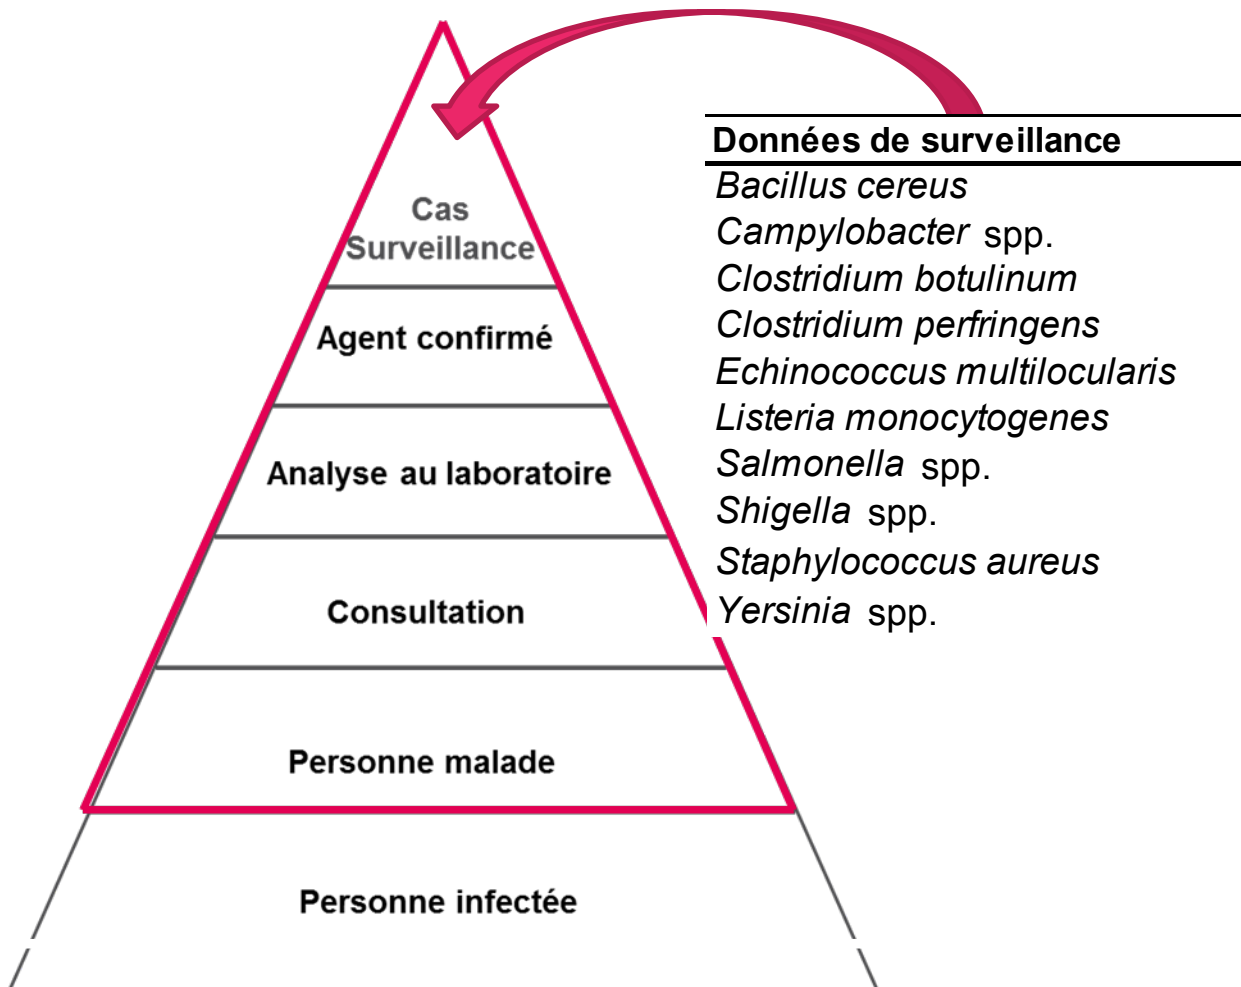 Cas
Surveillance
Agent confirmé
Analyse au laboratoire
Consultation
Personne malade
Personne infectée
Données de surveillance
Bacillus cereus
Campylobacter spp.
Clostridium botulinum
Clostridium perfringens
Echinococcus multilocularis
Listeria monocytogenes
Salmonella spp.
Shigella spp.
Staphylococcus aureus
Yersinia spp.